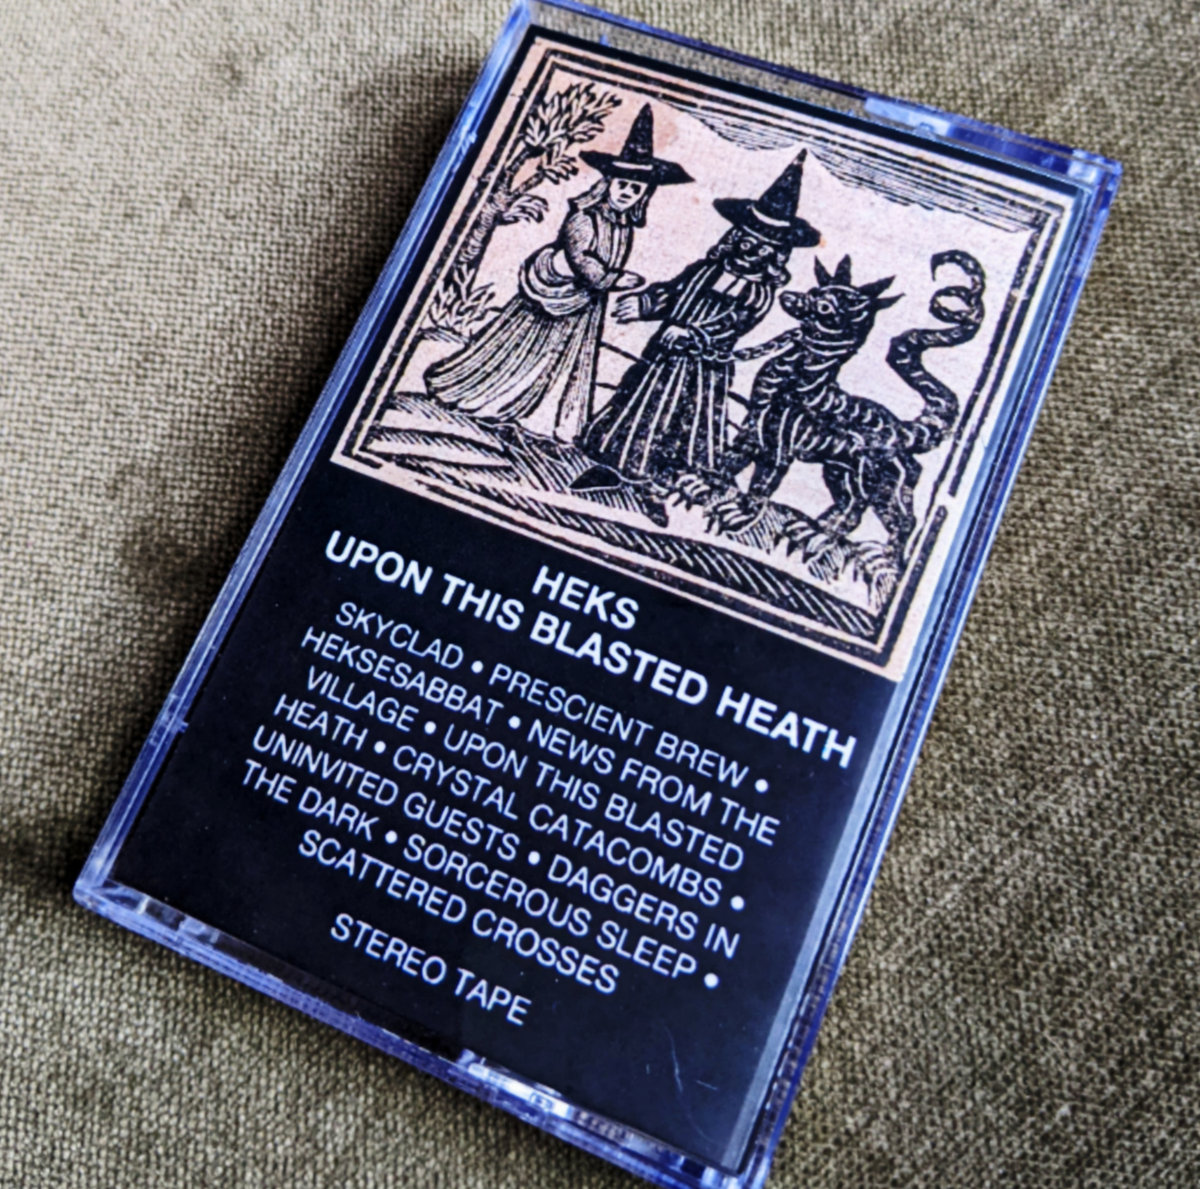 HEKS
UPON THIS BLASTED HEATH
SKYCLAD • PRESCIENT BREW •
HEKSESABBAT • NEWS FROM THE
VILLAGE • UPON THIS BLASTED
HEATH • CRYSTAL CATACOMBS •
UNINVITED GUESTS • DAGGERS IN
THE DARK • SORCEROUS SLEEP •
SCATTERED CROSSES
STEREO TAPE